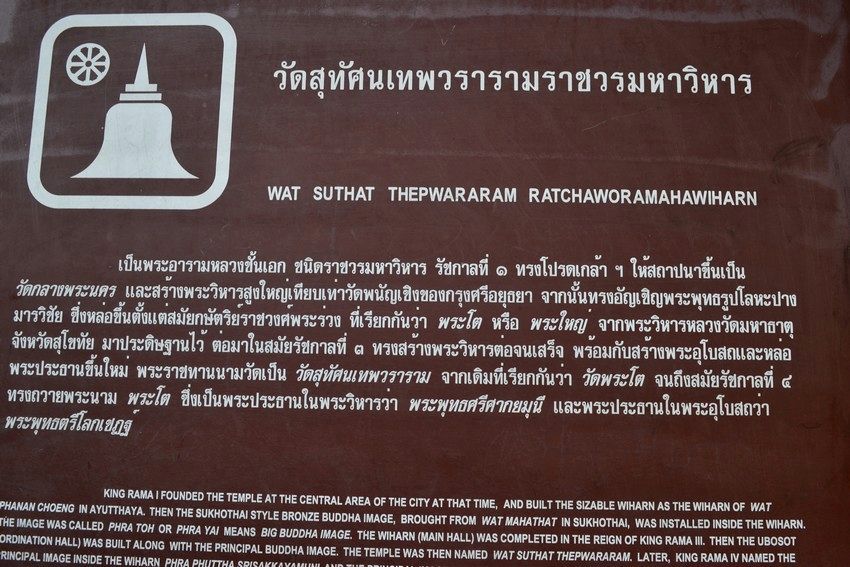 วัดสุทัศนเทพวรารามราชวรมหาวิหาร
WAT SUTHAT THEPWARARAM RATCHAWORAMAHAWIHARN
เป็นพระอารามหลวงชั้นเอก ชนิดราชวรมหาวิหาร รัชกาลที่ ๑ ทรงโปรดเกล้า ฯ ให้สถาปนาขึ้นเป็น
วัดกลางพระนคร และสร้างพระวิหารสูงใหญ่เทียบเท่าวัดพนัญเชิงของกรุงศรีอยุธยา จากนั้นทรงอัญเชิญพระพุทธรูปโลหะปาง
มารวิชัย ซึ่งหล่อขึ้นตั้งแต่สมัยกษัตริย์ราชวงศ์พระร่วง ที่เรียกกันว่า พระโต หรือ พระใหญ่ จากพระวิหารหลวงวัดมหาธาตุ
จังหวัดสุโขทัย มาประดิษฐานไว้ ต่อมาในสมัยรัชกาลที่ ๓ ทรงสร้างพระวิหารต่อจนเสร็จ พร้อมกับสร้างพระอุโบสถและหล่อ
พระประธานขึ้นใหม่ พระราชทานนามวัดเป็น วัดสุทัศนเทพวราราม จากเดิมที่เรียกกันว่า วัดพระโต จนถึงสมัยรัชกาลที่ ๔
ทรงถวายพระนาม พระโต ซึ่งเป็นพระประธานในพระวิหารว่า พระพุทธศรีศากยมุนี และพระประธานในพระอุโบสถว่า
พระพุทธตรีโลกเชฏฐ์
KING RAMA I FOUNDED THE TEMPLE AT THE CENTRAL AREA OF THE CITY AT THAT TIME, AND BUILT THE SIZABLE WIHARN AS THE WIHARN OF WAT
PHANAN CHOENG IN AYUTTHAYA. THEN THE SUKHOTHAI STYLE BRONZE BUDDHA IMAGE, BROUGHT FROM WAT MAHATHAT IN SUKHOTHAI, WAS INSTALLED INSIDE THE WIHARN.
THE IMAGE WAS CALLED PHRA TOH OR PHRA YAI MEANS BIG BUDDHA IMAGE. THE WIHARN (MAIN HALL) WAS COMPLETED IN THE REIGN OF KING RAMA III. THEN THE UBOSOT
ORDINATION HALL) WAS BUILT ALONG WITH THE PRINCIPAL BUDDHA IMAGE. THE TEMPLE WAS THEN NAMED WAT SUTHAT THEPWARARAM. LATER, KING RAMA IV NAMED THE
PRINCIPAL IMAGE INSIDE THE WIHARN PHRA PHUTTHA SRISAKKAYAMUNI AND THE PRINCIPAL